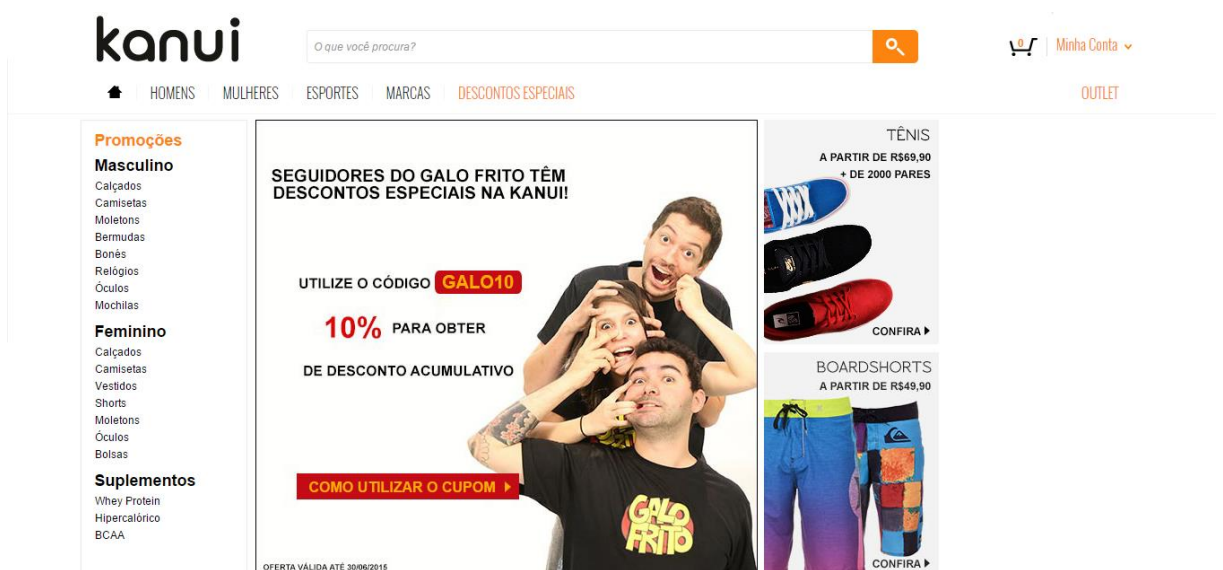 kanui
O que você procura?
0
Minha Conta
HOMENS
MULHERES
ESPORTES
MARCAS
DESCONTOS ESPECIAIS
OUTLET
Promoções
Masculino
Calçados
Camisetas
Moletons
Bermudas
Bonés
Relógios
Óculos
Mochilas
Feminino
Calçados
Camisetas
Vestidos
Shorts
Moletons
Óculos
Bolsas
Suplementos
Whey Protein
Hipercalórico
BCAA
SEGUIDORES DO GALO FRITO TÊM
DESCONTOS ESPECIAIS NA KANUI!
UTILIZE O CÓDIGO GALO10
10% PARA OBTER
DE DESCONTO ACUMULATIVO
COMO UTILIZAR O CUPOM
OFERTA VÁLIDA ATÉ 30/06/2015
GALO
FRITO
TÊNIS
A PARTIR DE R$69,90
+ DE 2000 PARES
CONFIRA
BOARDSHORTS
A PARTIR DE R$49,90
CONFIRA